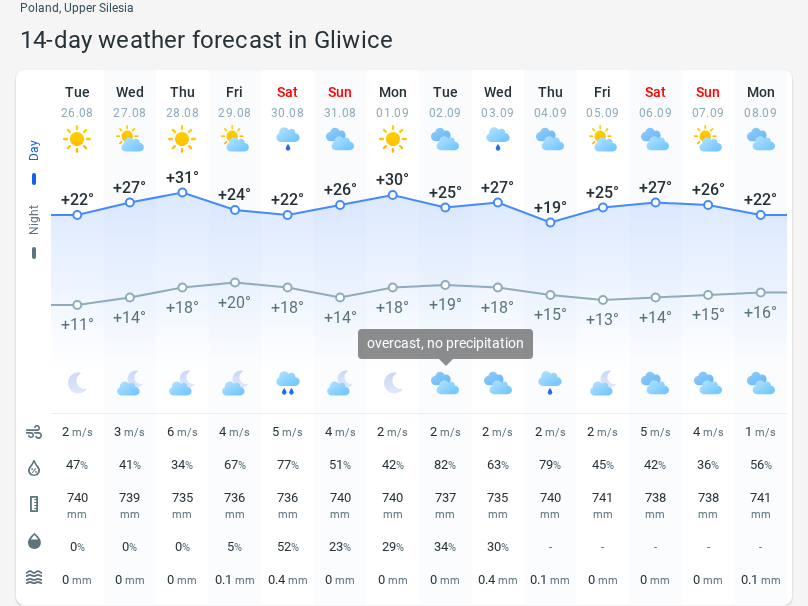 Poland, Upper Silesia
14-day weather forecast in Gliwice
Tue Wed Thu Fri Sat Sun Mon Tue Wed Thu Fri Sat Sun Mon
26.08 27.08 28.08 29.08 30.08 31.08 01.09 02.09 03.09 04.09 05.09 06.09 07.09 08.09
Day
+22° +27° +31° +24° +22° +26° +30° +25° +27° +19° +25° +27° +26° +22°
Night
+11° +14° +18° +20° +18° +14° +18° +19° +18° +15° +13° +14° +15° +16°
overcast, no precipitation
2 m/s 3 m/s 6 m/s 4 m/s 5 m/s 4 m/s 2 m/s 2 m/s 2 m/s 2 m/s 2 m/s 5 m/s 4 m/s 1 m/s
47% 41% 34% 67% 77% 51% 42% 82% 63% 79% 45% 42% 36% 56%
740 739 735 736 736 740 740 737 735 740 741 738 738 741
mm mm mm mm mm mm mm mm mm mm mm mm mm mm
0% 0% 0% 5% 52% 23% 29% 34% 30% - - - - -
0 mm 0 mm 0 mm 0.1 mm 0.4 mm 0 mm 0 mm 0 mm 0.4 mm 0.1 mm 0 mm 0 mm 0 mm 0.1 mm